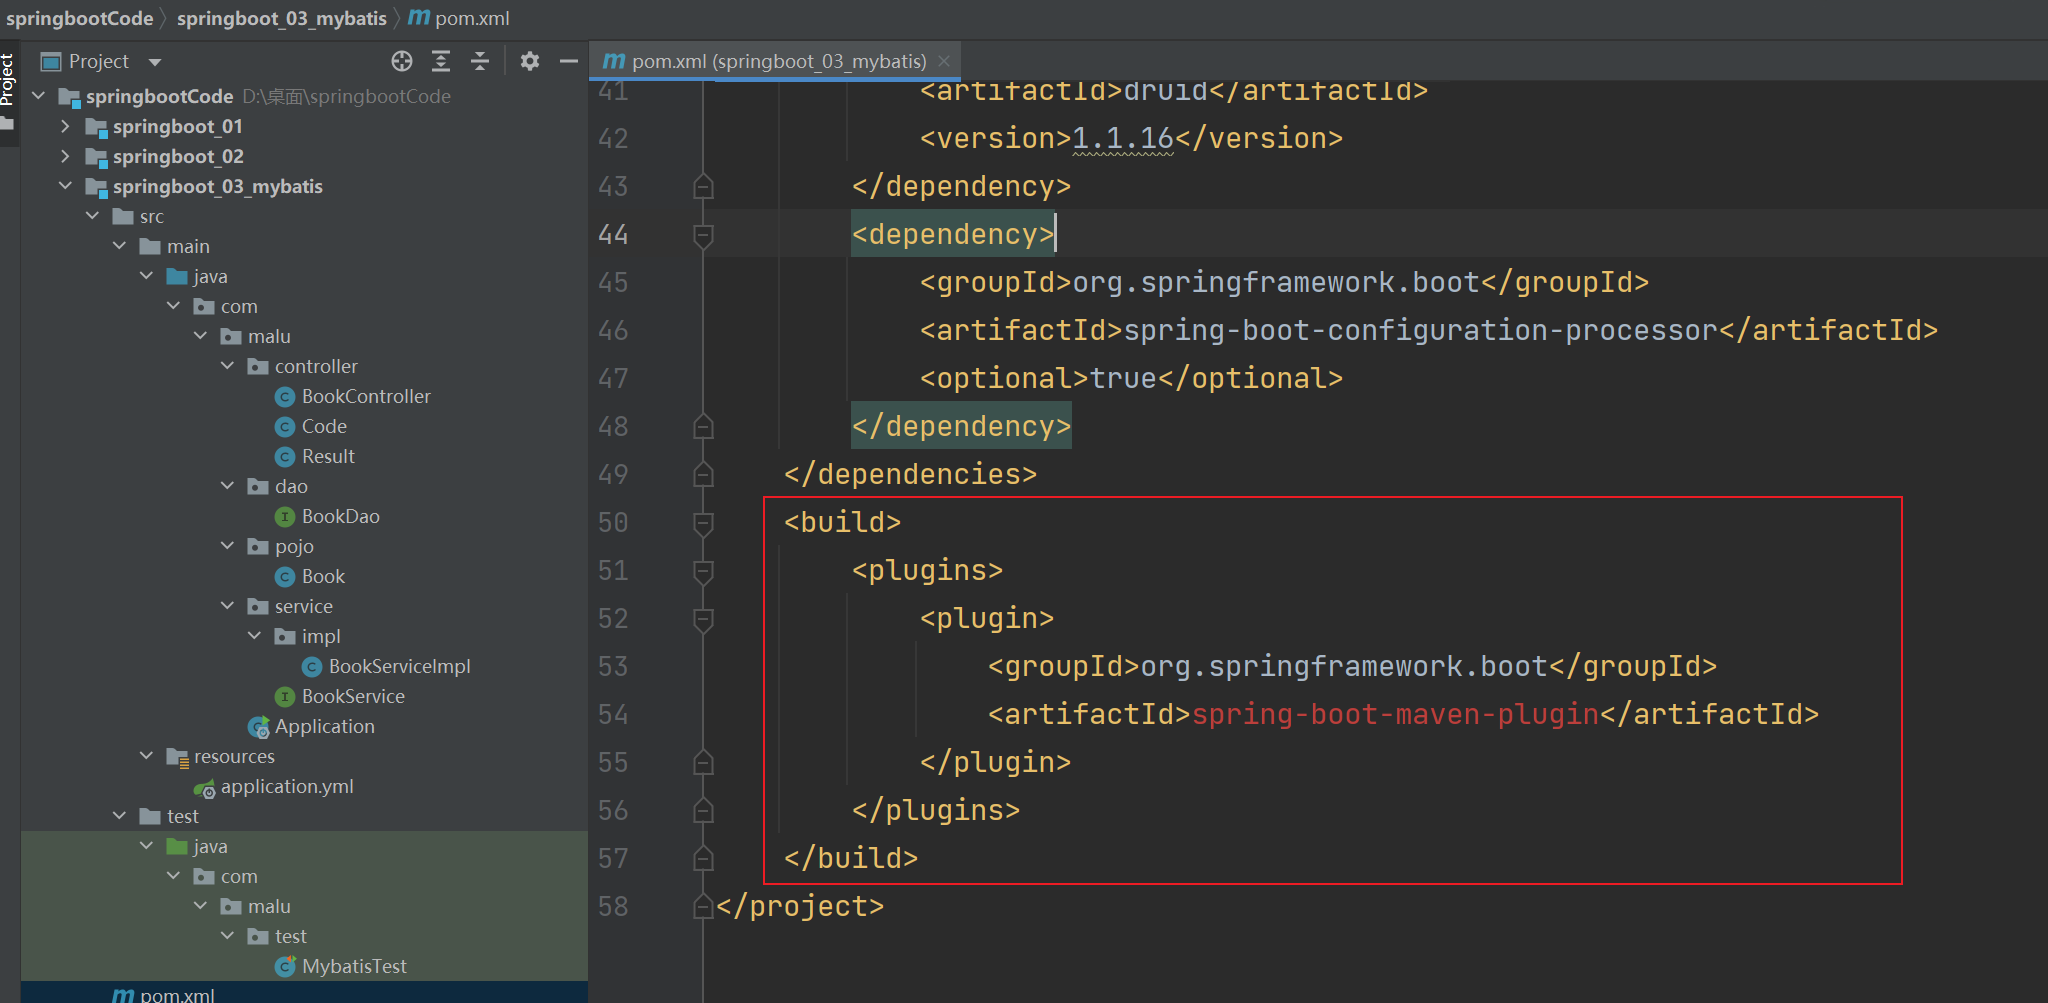 springbootCode 〉 springboot_03_mybatis 〉 m pom.xml
Project
Project
springbootCode D:\桌面\springbootCode
springboot_01
springboot_02
springboot_03_mybatis
src
main
java
com
malu
controller
BookController
Code
Result
dao
BookDao
pojo
Book
service
impl
BookServiceImpl
BookService
Application
resources
application.yml
test
java
com
malu
test
MybatisTest
m pom.xml
m pom.xml (springboot_03_mybatis) ×
41 <artifactId>druid</artifactId>
42 <version>1.1.16</version>
43 </dependency>
44 <dependency>
45 <groupId>org.springframework.boot</groupId>
46 <artifactId>spring-boot-configuration-processor</artifactId>
47 <optional>true</optional>
48 </dependency>
49 </dependencies>
50 <build>
51 <plugins>
52 <plugin>
53 <groupId>org.springframework.boot</groupId>
54 <artifactId>spring-boot-maven-plugin</artifactId>
55 </plugin>
56 </plugins>
57 </build>
58 </project>